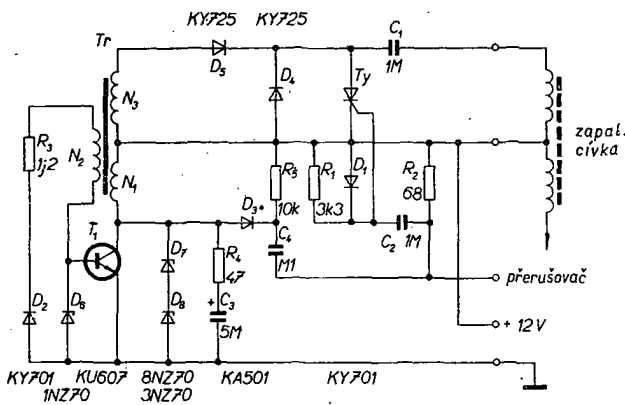 KY725 KY725
Tr
D5
C1
1M
D4
Ty
N3
R3
1j2
N2
N1
R5
10k
R1
3k3
D1
R2
68
zapal.
cívka
T1
D3
C4
M1
C2
1M
D7
R4
47
přerušovač
D2
D6
D8
+ C3
5M
+ 12V
KY701 KU607 8NZ70 KA501 KY701
1NZ70 3NZ70